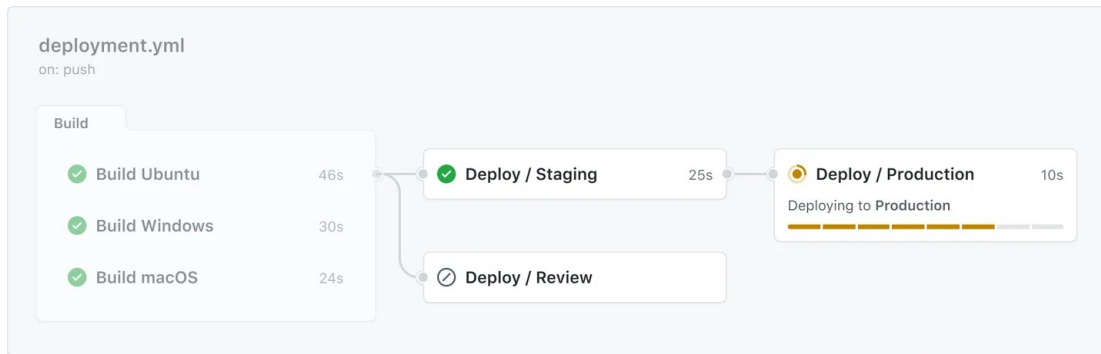 deployment.yml
on: push
Build
Build Ubuntu 46s
Build Windows 30s
Build macOS 24s
Deploy / Staging 25s
Deploy / Review
Deploy / Production 10s
Deploying to Production